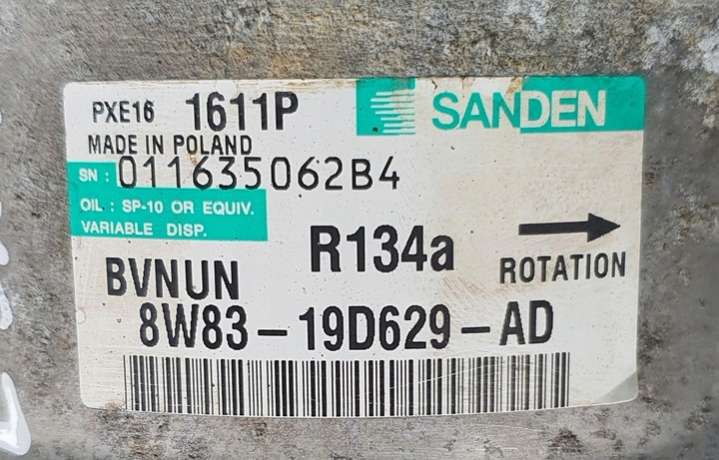 PXE16 1611P SANDEN
MADE IN POLAND
SN : 011635062B4
OIL : SP-10 OR EQUIV.
VARIABLE DISP.
R134a
ROTATION
BVNUN
8W83-19D629-AD